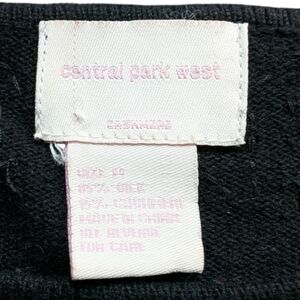 central park west
CASHMERE
SIZE M
85% SILK
15% CASHMERE
MADE IN CHINA
SEE REVERSE
FOR CARE